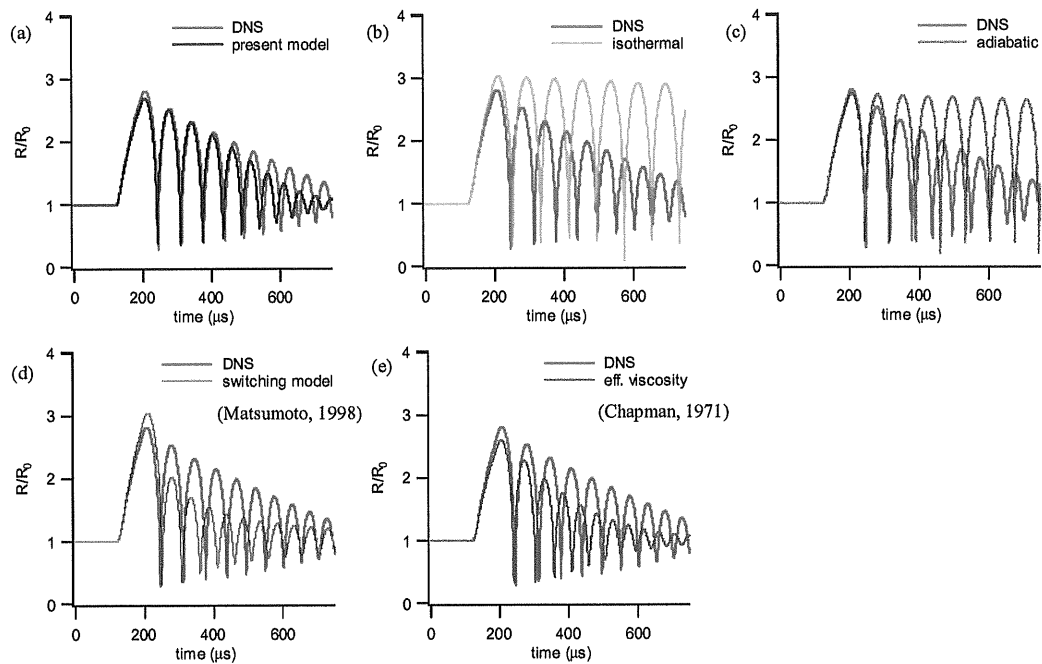 (a)
DNS
present model
4
3
2
1
0
R/R0
0 200 400 600
time (μs)
(b)
DNS
isothermal
4
3
2
1
0
R/R0
0 200 400 600
time (μs)
(c)
DNS
adiabatic
4
3
2
1
0
R/R0
0 200 400 600
time (μs)
(d)
DNS
switching model
(Matsumoto, 1998)
4
3
2
1
0
R/R0
0 200 400 600
time (μs)
(e)
DNS
eff. viscosity
(Chapman, 1971)
4
3
2
1
0
R/R0
0 200 400 600
time (μs)